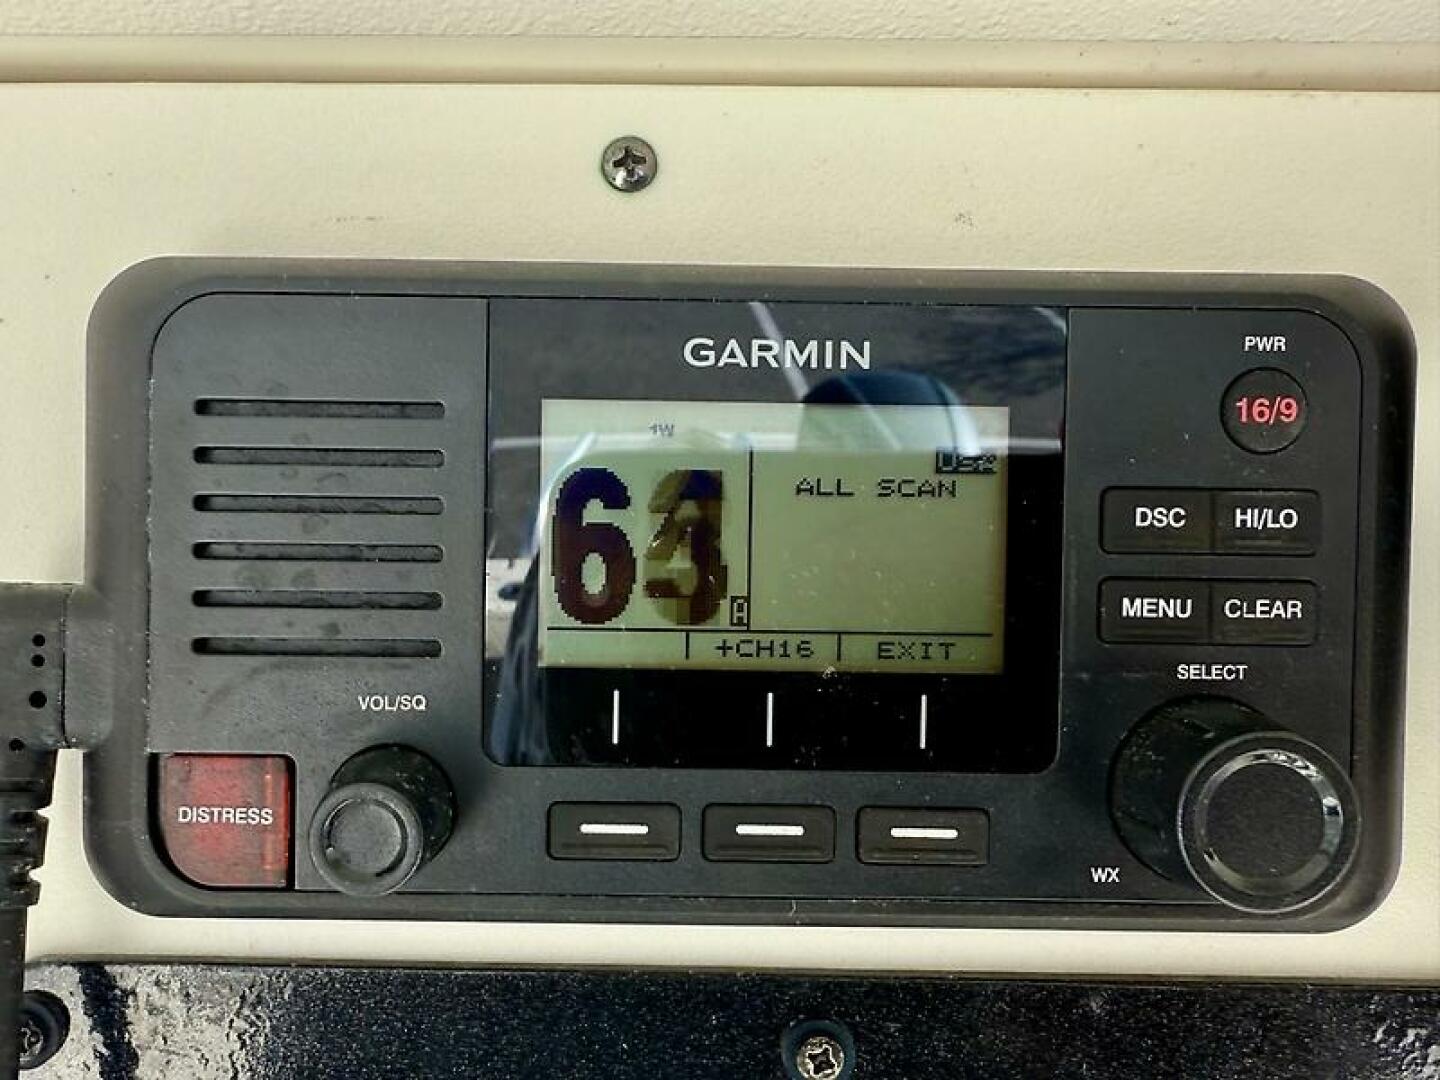 GARMIN
PWR
16/9
1W
USA
ALL SCAN
6
A
DSC
HI/LO
MENU
CLEAR
+CH16
EXIT
SELECT
VOL/SQ
DISTRESS
WX